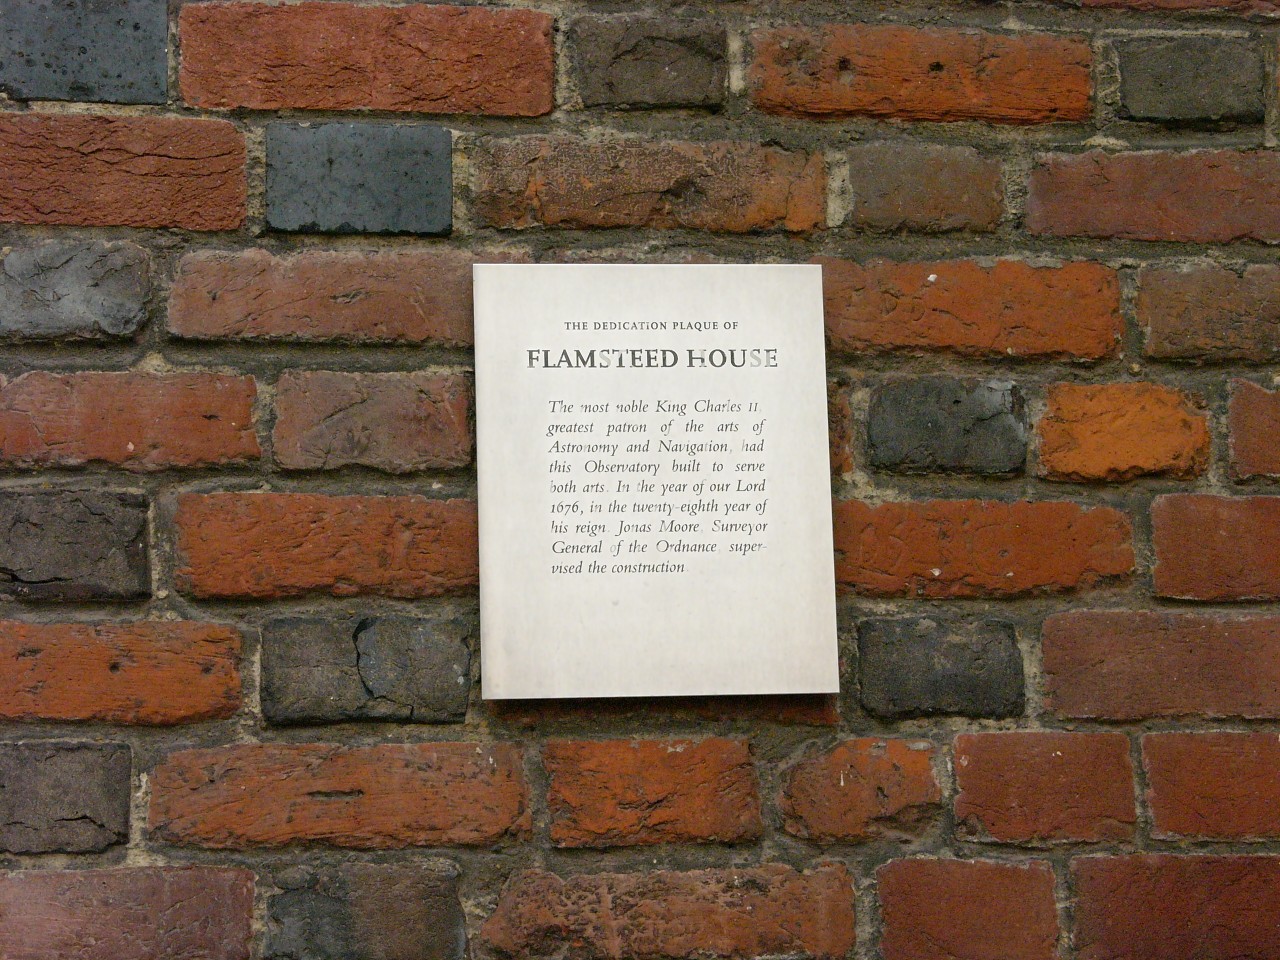 THE DEDICATION PLAQUE OF
FLAMSTEED HOUSE
The most noble King Charles II,
greatest patron of the arts of
Astronomy and Navigation, had
this Observatory built to serve
both arts. In the year of our Lord
1676, in the twenty-eighth year of
his reign. Jonas Moore, Surveyor
General of the Ordnance, super-
vised the construction.